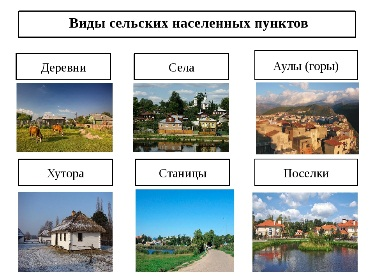 Виды сельских населенных пунктов
Деревни
Села
Аулы (горы)
Хутора
Станицы
Поселки